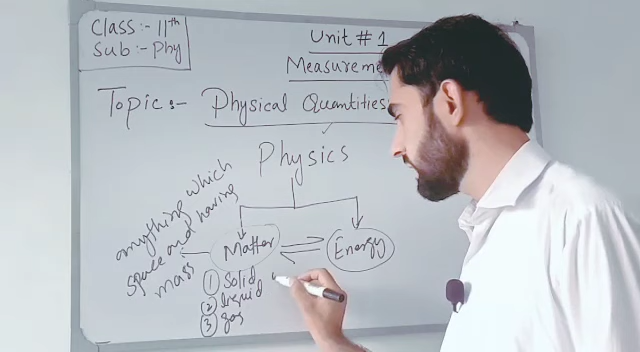 Class:- 11th
Sub:- Phy
Unit # 1
Measureme
Topic:- Physical Quantities
Physics
anything which
space and having
mass
Matter
Energy
① Solid
② liquid
③ gas